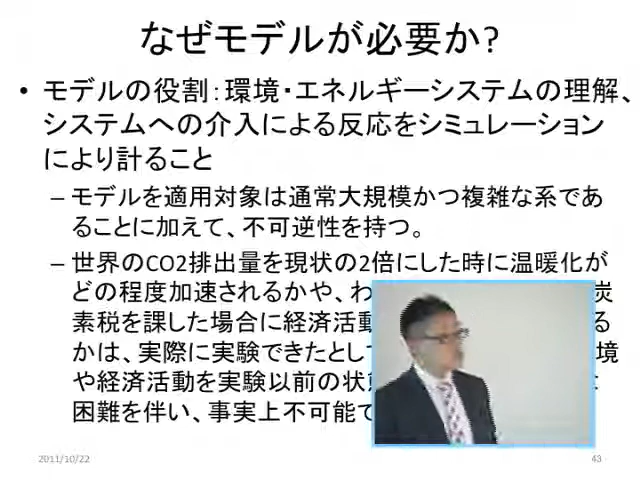 なぜモデルが必要か?
• モデルの役割：環境・エネルギーシステムの理解、
システムへの介入による反応をシミュレーション
により計ること
– モデルを適用対象は通常大規模かつ複雑な系であ
ることに加えて、不可逆性を持つ。
– 世界のCO2排出量を現状の2倍にした時に温暖化が
どの程度加速されるかや、わ 炭
素税を課した場合に経済活動 る
かは、実際に実験できたとし 境
や経済活動を実験以前の状態
困難を伴い、事実上不可能で
2011/10/22
43